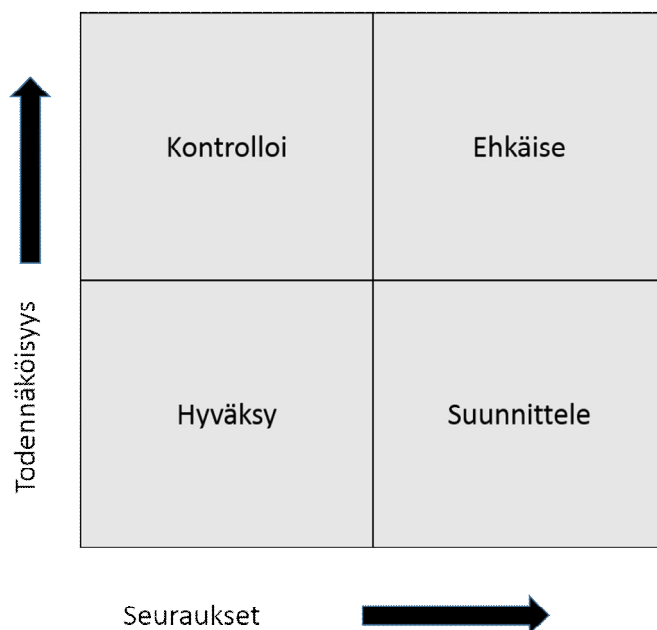 Kontrolloi
Ehkäise
Todennäköisyys
Hyväksy
Suunnittele
Seuraukset